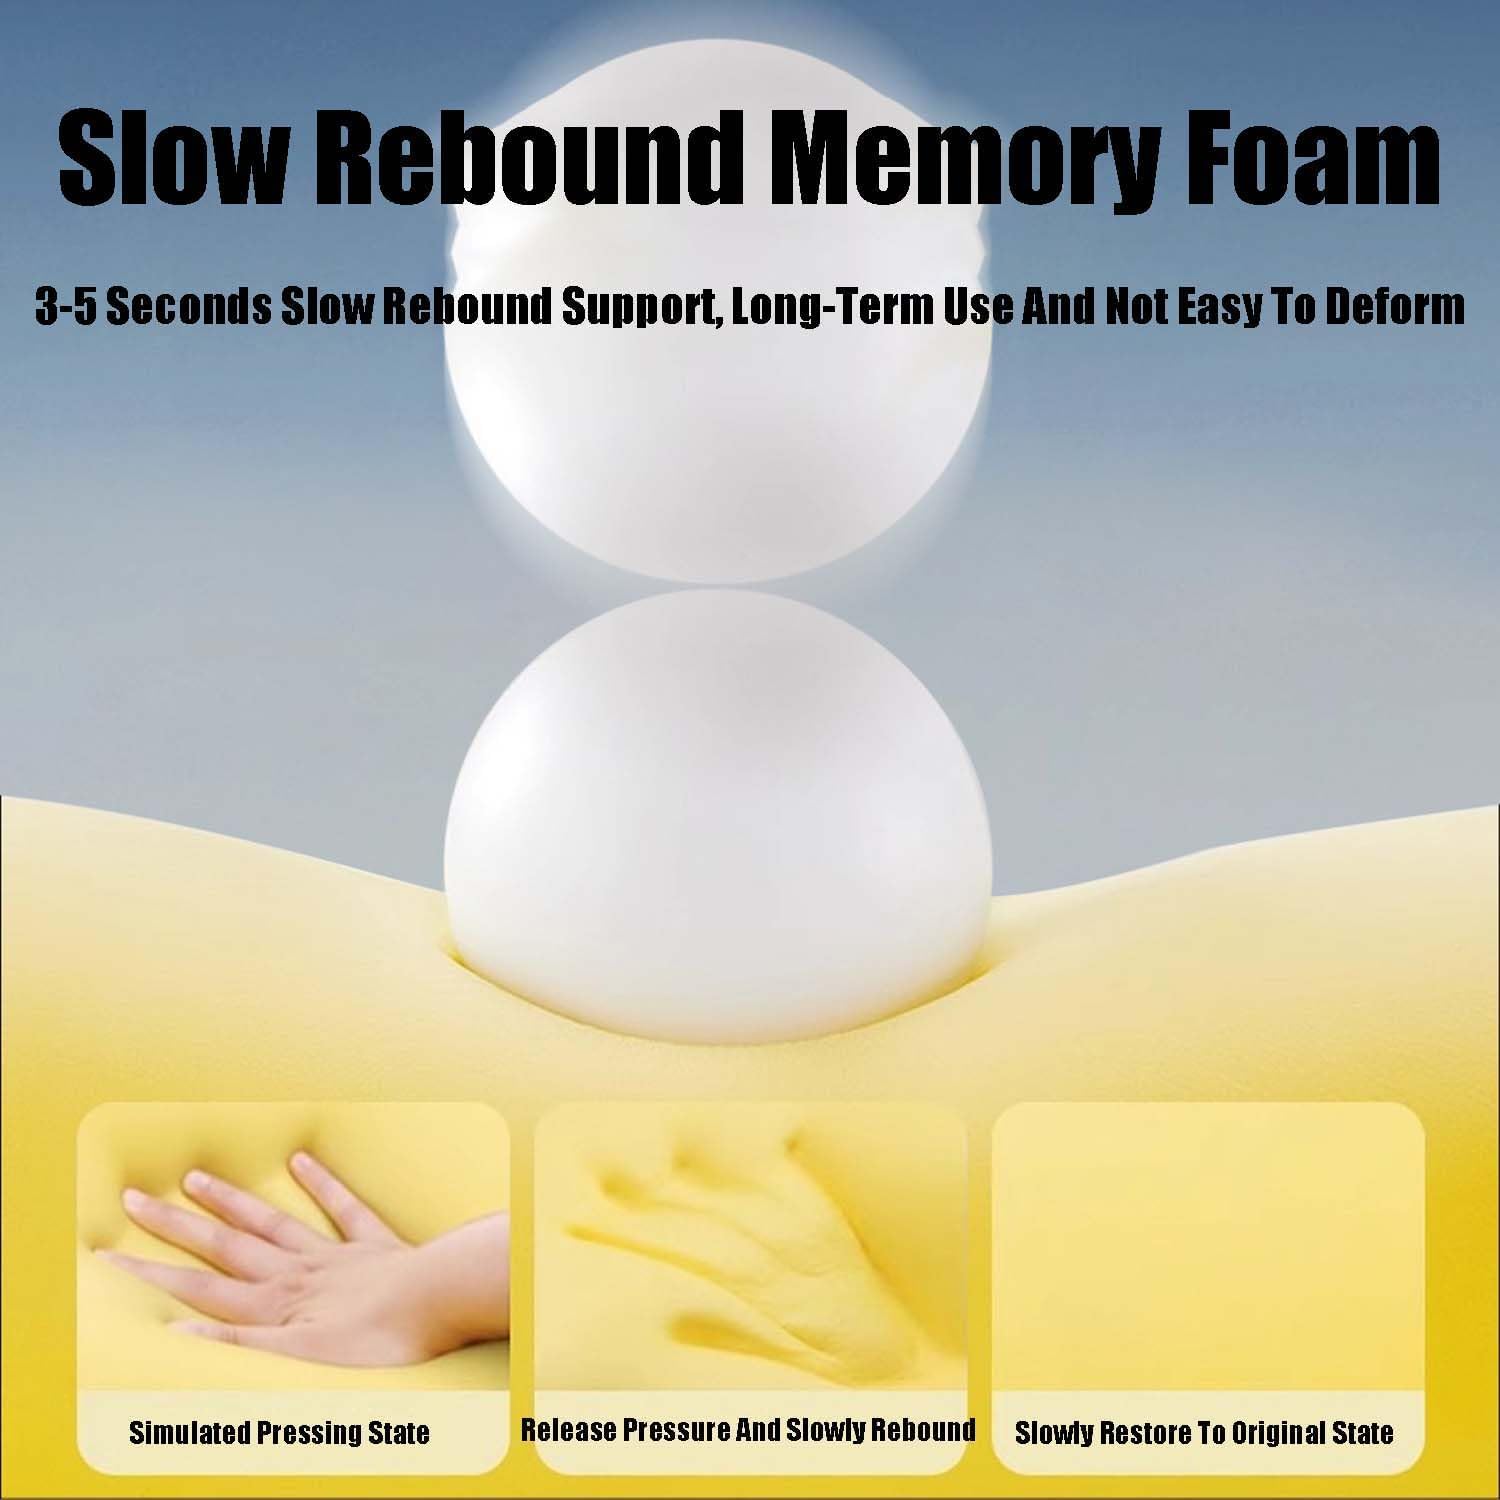 Slow Rebound Memory Foam
3-5 Seconds Slow Rebound Support, Long-Term Use And Not Easy To Deform
Simulated Pressing State
Release Pressure And Slowly Rebound
Slowly Restore To Original State